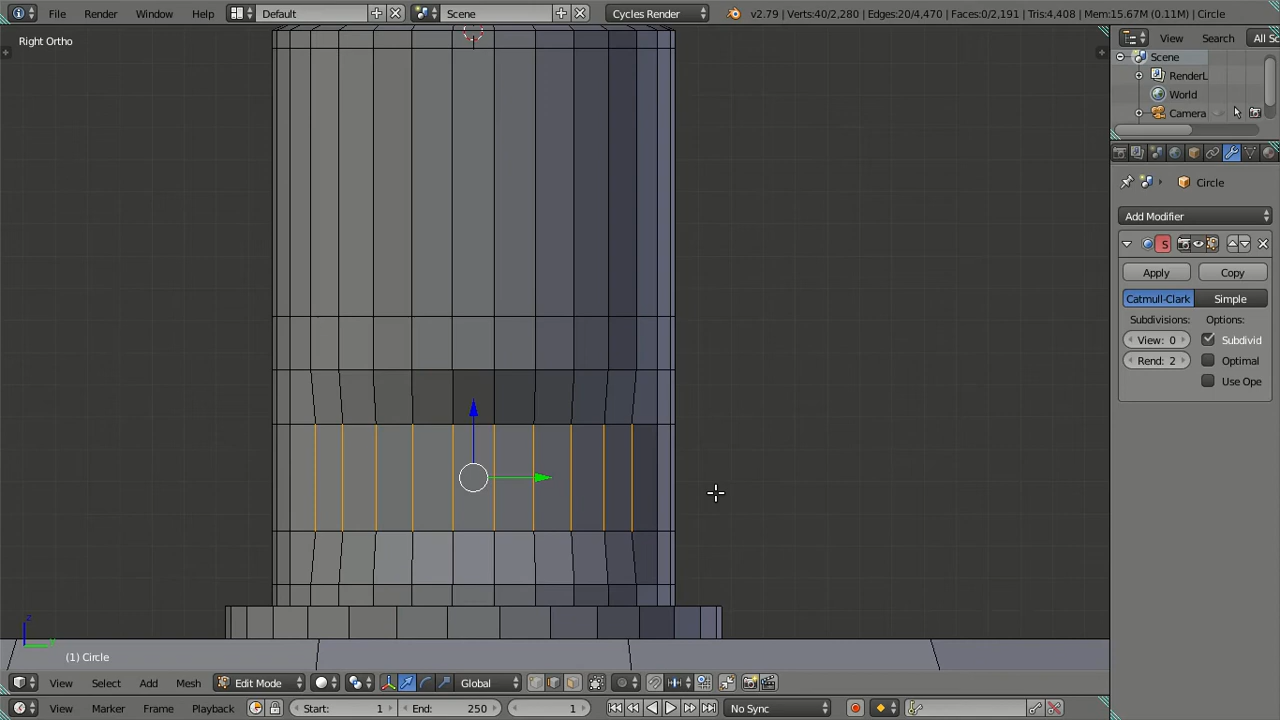 File Render Window Help Default Scene Cycles Render v2.79 | Verts:40/2,280 | Edges:20/4,470 | Faces:0/2,191 | Tris:4,408 | Mem:15.67M (0.11M) | Circle
Right Ortho
View Search All Sc
Scene
RenderL
World
Camera
Circle
Add Modifier
S
Apply Copy
Catmull-Clark Simple
Subdivisions: Options:
View: 0 Subdivid
Rend: 2 Optimal
Use Ope
z
y
(1) Circle
View Select Add Mesh Edit Mode Global
View Marker Frame Playback Start: 1 End: 250 1 No Sync